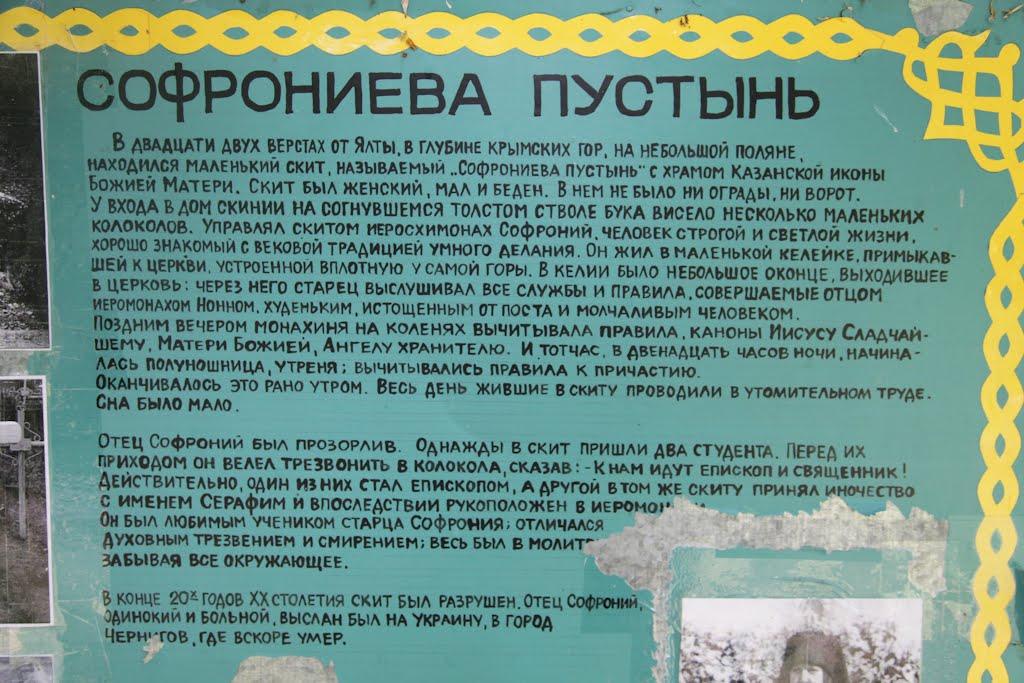 СОФРОНИЕВА ПУСТЫНЬ
В ДВАДЦАТИ ДВУХ ВЕРСТАХ ОТ ЯЛТЫ, В ГЛУБИНЕ КРЫМСКИХ ГОР, НА НЕБОЛЬШОЙ ПОЛЯНЕ,
НАХОДИЛСЯ МАЛЕНЬКИЙ СКИТ, НАЗЫВАЕМЫЙ „СОФРОНИЕВА ПУСТЫНЬ" С ХРАМОМ КАЗАНСКОЙ ИКОНЫ
БОЖИЕЙ МАТЕРИ. СКИТ БЫЛ ЖЕНСКИЙ, МАЛ И БЕДЕН. В НЕМ НЕ БЫЛО НИ ОГРАДЫ, НИ ВОРОТ.
У ВХОДА В ДОМ СКИНИИ НА СОГНУВШЕМСЯ ТОЛСТОМ СТВОЛЕ БУКА ВИСЕЛО НЕСКОЛЬКО МАЛЕНЬКИХ
КОЛОКОЛОВ. УПРАВЛЯЛ СКИТОМ ИЕРОСХИМОНАХ СОФРОНИЙ, ЧЕЛОВЕК СТРОГОЙ И СВЕТЛОЙ ЖИЗНИ,
ХОРОШО ЗНАКОМЫЙ С ВЕКОВОЙ ТРАДИЦИЕЙ УМНОГО ДЕЛАНИЯ. ОН ЖИЛ В МАЛЕНЬКОЙ КЕЛЕЙКЕ, ПРИМЫКАВ-
ШЕЙ К ЦЕРКВИ, УСТРОЕННОЙ ВПЛОТНУЮ У САМОЙ ГОРЫ. В КЕЛИИ БЫЛО НЕБОЛЬШОЕ ОКОНЦЕ, ВЫХОДИВШЕЕ
В ЦЕРКОВЬ: ЧЕРЕЗ НЕГО СТАРЕЦ ВЫСЛУШИВАЛ ВСЕ СЛУЖБЫ И ПРАВИЛА, СОВЕРШАЕМЫЕ ОТЦОМ
ИЕРОМОНАХОМ НОННОМ, ХУДЕНЬКИМ, ИСТОЩЕННЫМ ОТ ПОСТА И МОЛЧАЛИВЫМ ЧЕЛОВЕКОМ.
ПОЗДНИМ ВЕЧЕРОМ МОНАХИНЯ НА КОЛЕНЯХ ВЫЧИТЫВАЛА ПРАВИЛА, КАНОНЫ ИИСУСУ СЛАДЧАЙ-
ШЕМУ, МАТЕРИ БОЖИЕЙ, АНГЕЛУ ХРАНИТЕЛЮ. И ТОТЧАС, В ДВЕНАДЦАТЬ ЧАСОВ НОЧИ, НАЧИНА-
ЛАСЬ ПОЛУНОШНИЦА, УТРЕНЯ; ВЫЧИТЫВАЛИСЬ ПРАВИЛА К ПРИЧАСТИЮ.
ОКАНЧИВАЛОСЬ ЭТО РАНО УТРОМ. ВЕСЬ ДЕНЬ ЖИВШИЕ В СКИТУ ПРОВОДИЛИ В УТОМИТЕЛЬНОМ ТРУДЕ.
СНА БЫЛО МАЛО.
ОТЕЦ СОФРОНИЙ БЫЛ ПРОЗОРЛИВ. ОДНАЖДЫ В СКИТ ПРИШЛИ ДВА СТУДЕНТА. ПЕРЕД ИХ
ПРИХОДОМ ОН ВЕЛЕЛ ТРЕЗВОНИТЬ В КОЛОКОЛА, СКАЗАВ: - К НАМ ИДУТ ЕПИСКОП И СВЯЩЕННИК!
ДЕЙСТВИТЕЛЬНО, ОДИН ИЗ НИХ СТАЛ ЕПИСКОПОМ, А ДРУГОЙ В ТОМ ЖЕ СКИТУ ПРИНЯЛ ИНОЧЕСТВО
С ИМЕНЕМ СЕРАФИМ И ВПОСЛЕДСТВИИ РУКОПОЛОЖЕН В
ОН БЫЛ ЛЮБИМЫМ УЧЕНИКОМ СТАРЦА СОФРОНИЯ; ОТЛИЧАЛСЯ
ДУХОВНЫМ ТРЕЗВЕНИЕМ И СМИРЕНИЕМ; ВЕСЬ БЫЛ В
ЗАБЫВАЯ ВСЕ ОКРУЖАЮЩЕЕ.
В КОНЦЕ 20Х ГОДОВ XX СТОЛЕТИЯ СКИТ БЫЛ РАЗРУШЕН. ОТЕЦ СОФРОНИЙ,
ОДИНОКИЙ И БОЛЬНОЙ, ВЫСЛАН БЫЛ НА УКРАИНУ, В ГОРОД
ЧЕРНИГОВ, ГДЕ ВСКОРЕ УМЕР.